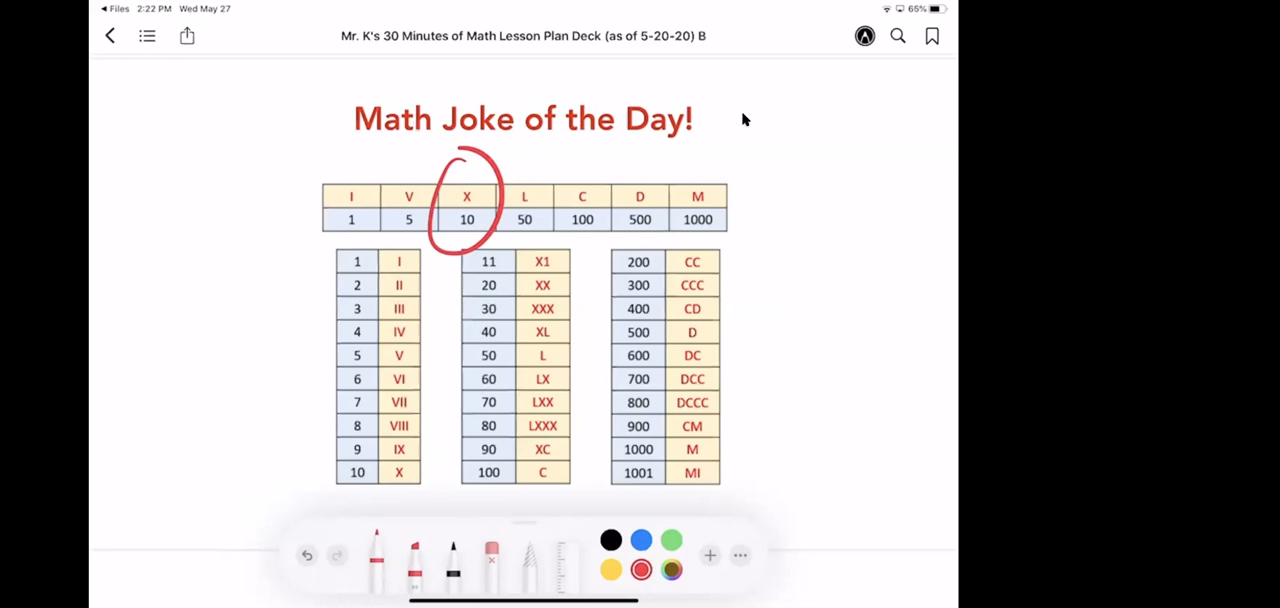 Files 2:22 PM Wed May 27 65%
Mr. K's 30 Minutes of Math Lesson Plan Deck (as of 5-20-20) B
Math Joke of the Day!
I V X L C D M
1 5 10 50 100 500 1000
1 I 11 X1 200 CC
2 II 20 XX 300 CCC
3 III 30 XXX 400 CD
4 IV 40 XL 500 D
5 V 50 L 600 DC
6 VI 60 LX 700 DCC
7 VII 70 LXX 800 DCCC
8 VIII 80 LXXX 900 CM
9 IX 90 XC 1000 M
10 X 100 C 1001 MI